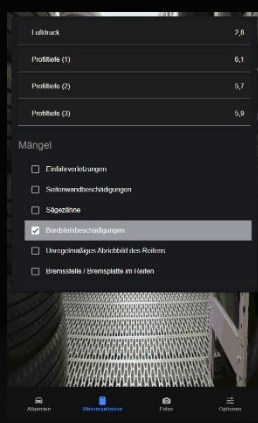 Luftdruck 2,8
Profiltiefe (1) 6,1
Profiltiefe (2) 5,7
Profiltiefe (3) 5,9
Mängel
Einfahrverletzungen
Seitenwandbeschädigungen
Sägezähne
Bordsteinbeschädigungen
Unregelmäßiges Abriebbild des Reifens
Bremsstelle / Bremsplatte im Reifen
Allgemein Messergebnisse Fotos Optionen